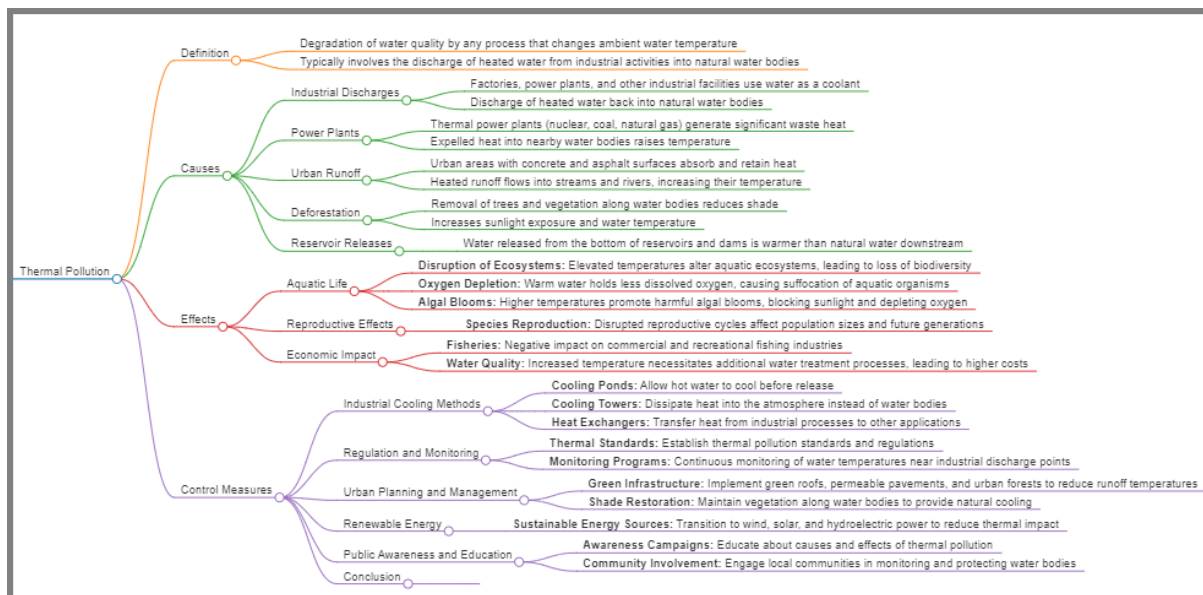 Thermal Pollution
Definition
Degradation of water quality by any process that changes ambient water temperature
Typically involves the discharge of heated water from industrial activities into natural water bodies
Causes
Industrial Discharges
Factories, power plants, and other industrial facilities use water as a coolant
Discharge of heated water back into natural water bodies
Power Plants
Thermal power plants (nuclear, coal, natural gas) generate significant waste heat
Expelled heat into nearby water bodies raises temperature
Urban Runoff
Urban areas with concrete and asphalt surfaces absorb and retain heat
Heated runoff flows into streams and rivers, increasing their temperature
Deforestation
Removal of trees and vegetation along water bodies reduces shade
Increases sunlight exposure and water temperature
Reservoir Releases
Water released from the bottom of reservoirs and dams is warmer than natural water downstream
Effects
Aquatic Life
Disruption of Ecosystems: Elevated temperatures alter aquatic ecosystems, leading to loss of biodiversity
Oxygen Depletion: Warm water holds less dissolved oxygen, causing suffocation of aquatic organisms
Algal Blooms: Higher temperatures promote harmful algal blooms, blocking sunlight and depleting oxygen
Reproductive Effects
Species Reproduction: Disrupted reproductive cycles affect population sizes and future generations
Economic Impact
Fisheries: Negative impact on commercial and recreational fishing industries
Water Quality: Increased temperature necessitates additional water treatment processes, leading to higher costs
Control Measures
Industrial Cooling Methods
Cooling Ponds: Allow hot water to cool before release
Cooling Towers: Dissipate heat into the atmosphere instead of water bodies
Heat Exchangers: Transfer heat from industrial processes to other applications
Regulation and Monitoring
Thermal Standards: Establish thermal pollution standards and regulations
Monitoring Programs: Continuous monitoring of water temperatures near industrial discharge points
Urban Planning and Management
Green Infrastructure: Implement green roofs, permeable pavements, and urban forests to reduce runoff temperatures
Shade Restoration: Maintain vegetation along water bodies to provide natural cooling
Renewable Energy
Sustainable Energy Sources: Transition to wind, solar, and hydroelectric power to reduce thermal impact
Public Awareness and Education
Awareness Campaigns: Educate about causes and effects of thermal pollution
Community Involvement: Engage local communities in monitoring and protecting water bodies
Conclusion